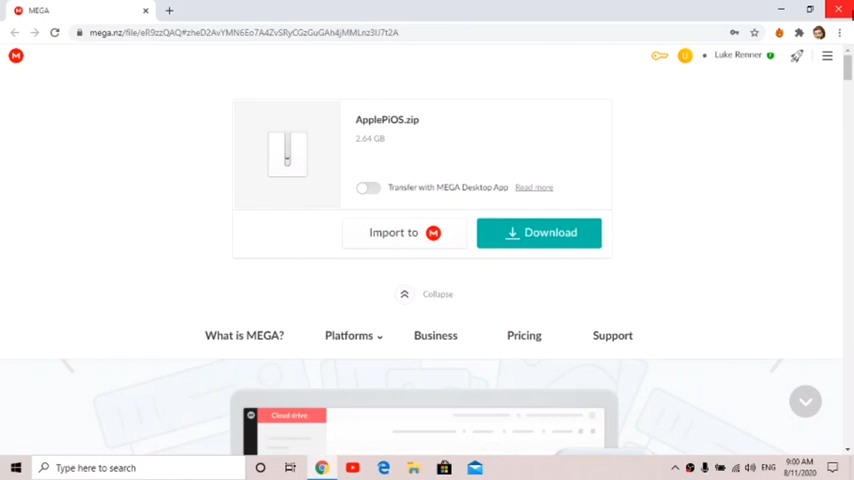 MEGA
mega.nz/file/eR9zzQAQ#zheD2AvYMN6Eo7A4ZvSRyCGzGuGAh4jMMLnz3IJ7t2A
U
Luke Renner
M
ApplePiOS.zip
2.64 GB
Transfer with MEGA Desktop App Read more
Import to M
Download
Collapse
What is MEGA?
Platforms
Business
Pricing
Support
Cloud drive
Type here to search
ENG
9:00 AM
8/11/2020